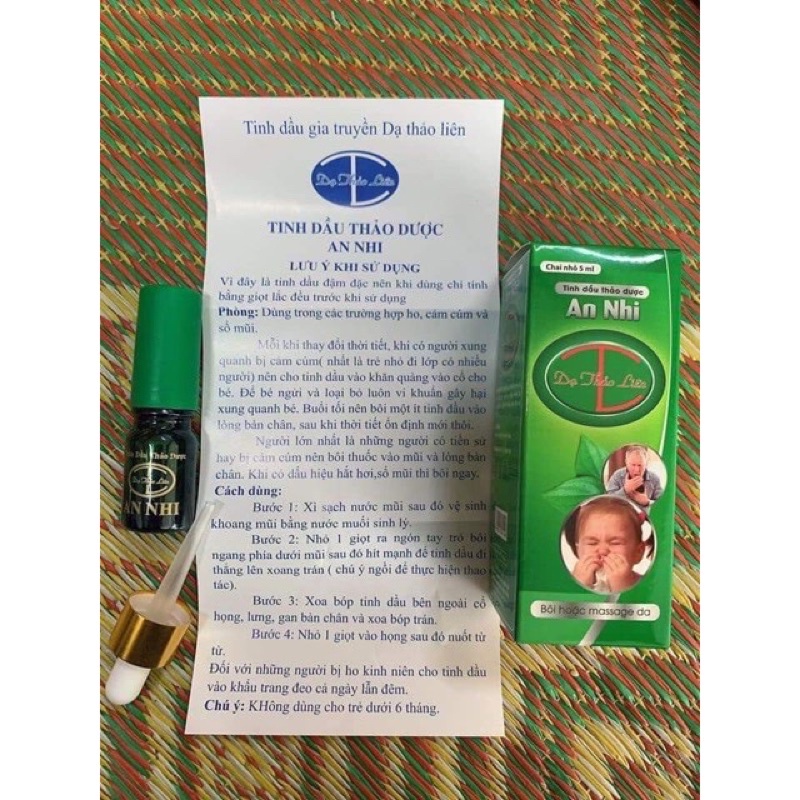 Tinh dầu gia truyền Dạ thảo liên
Dạ Thảo Liên
TINH DẦU THẢO DƯỢC
AN NHI
LƯU Ý KHI SỬ DỤNG
Vì đây là tinh dầu đậm đặc nên khi dùng chỉ tính
bằng giọt lắc đều trước khi sử dụng
Phòng: Dùng trong các trường hợp ho, cảm cúm và
sổ mũi.
Mỗi khi thay đổi thời tiết, khi có người xung
quanh bị cảm cúm( nhất là trẻ nhỏ đi lớp có nhiều
người) nên cho tinh dầu vào khăn quàng vào cổ cho
bé. Để bé ngửi và loại bỏ luôn vi khuẩn gây hại
xung quanh bé. Buổi tối nên bôi một ít tinh dầu vào
lòng bàn chân, sau khi thời tiết ổn định mới thôi.
Người lớn nhất là những người có tiền sử
hay bị cảm cúm nên bôi thuốc vào mũi và lòng bàn
chân. Khi có dấu hiệu hắt hơi,sổ mũi thì bôi ngay.
Cách dùng:
Bước 1: Xì sạch nước mũi sau đó vệ sinh
khoang mũi bằng nước muối sinh lý.
Bước 2: Nhỏ 1 giọt ra ngón tay trỏ bôi
ngang phía dưới mũi sau đó hít mạnh để tinh dầu đi
thẳng lên xoang trán ( chú ý ngồi để thực hiện thao
tác).
Bước 3: Xoa bóp tinh dầu bên ngoài cổ
họng, lưng, gan bàn chân và xoa bóp trán.
Bước 4: Nhỏ 1 giọt vào họng sau đó nuốt từ
từ.
Đối với những người bị ho kinh niên cho tinh dầu
vào khẩu trang đeo cả ngày lẫn đêm.
Chú ý: KHông dùng cho trẻ dưới 6 tháng.
Dầu Thảo Dược
Dạ Thảo Liên
AN NHI
Chai nhỏ 5 ml
Tinh dầu thảo dược
An Nhi
Dạ Thảo Liên
Bôi hoặc massage da